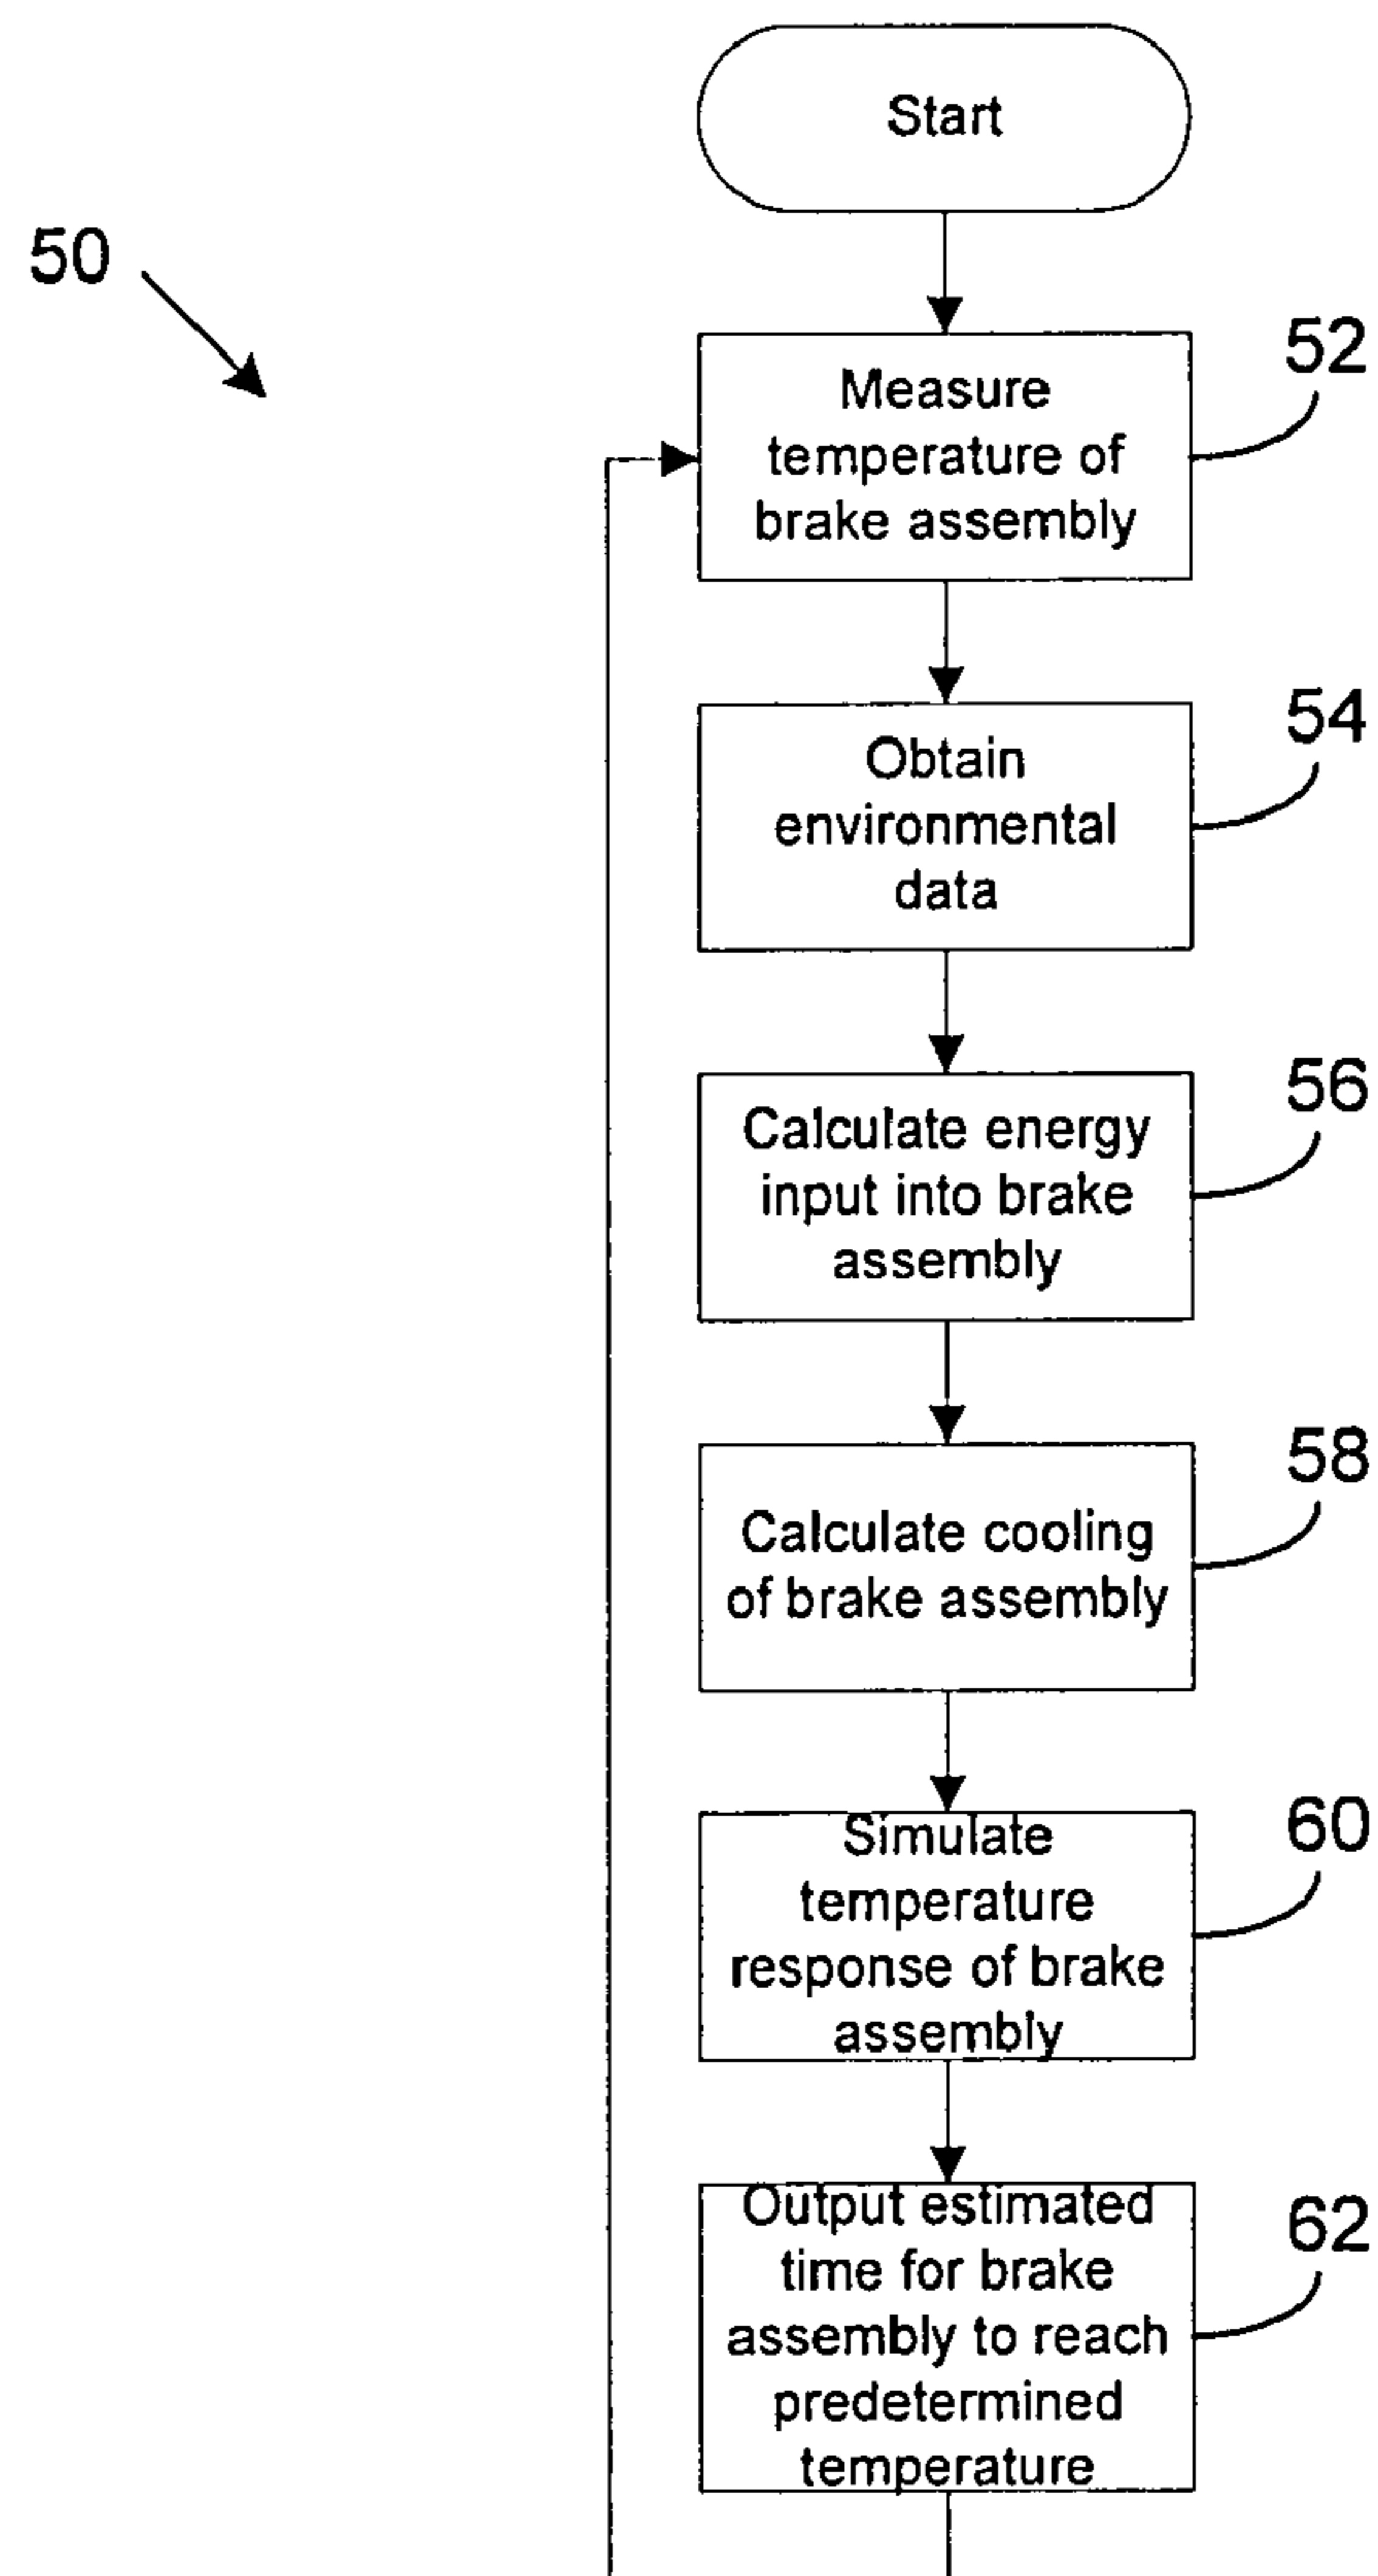 Start
50
52
Measure
temperature of
brake assembly
54
Obtain
environmental
data
56
Calculate energy
input into brake
assembly
58
Calculate cooling
of brake assembly
60
Simulate
temperature
response of brake
assembly
62
Output estimated
time for brake
assembly to reach
predetermined
temperature